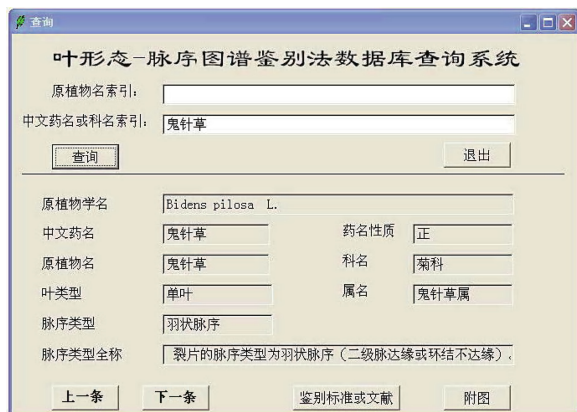 查询
叶形态-脉序图谱鉴别法数据库查询系统
原植物名索引：
中文药名或科名索引： 鬼针草
查询 退出
原植物学名 Bidens pilosa L.
中文药名 鬼针草 药名性质 正
原植物名 鬼针草 科名 菊科
叶类型 单叶 属名 鬼针草属
脉序类型 羽状脉序
脉序类型全称 裂片的脉序类型为羽状脉序（二级脉达缘或环结不达缘）.
上一条 下一条 鉴别标准或文献 附图